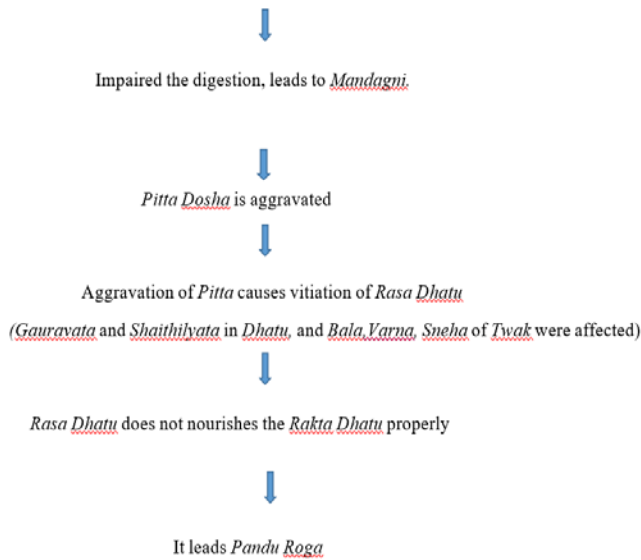 Impaired the digestion, leads to Mandagni.
Pitta Dosha is aggravated
Aggravation of Pitta causes vitiation of Rasa Dhatu
(Gauravata and Shaithilyata in Dhatu, and Bala,Varna, Sneha of Twak were affected)
Rasa Dhatu does not nourishes the Rakta Dhatu properly
It leads Pandu Roga